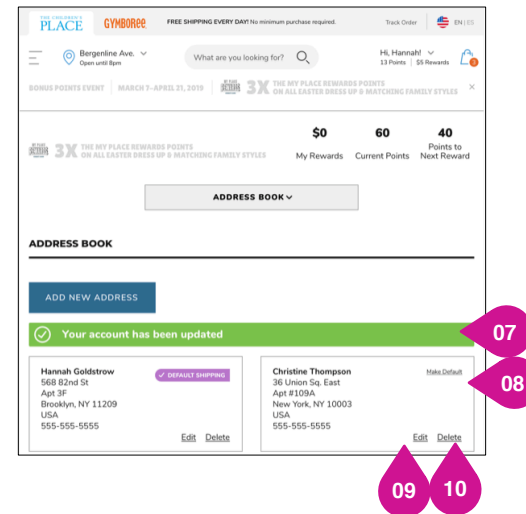 THE CHILDREN'S
PLACE
GYMBOREE.
FREE SHIPPING EVERY DAY! No minimum purchase required.
Track Order
EN | ES
Bergenline Ave.
Open until 8pm
What are you looking for?
Hi, Hannah!
13 Points | $5 Rewards
BONUS POINTS EVENT | MARCH 7–APRIL 21, 2019
MY PLACE
REWARDS
3X THE MY PLACE REWARDS POINTS
ON ALL EASTER DRESS UP & MATCHING FAMILY STYLES
×
MY PLACE
REWARDS
3X THE MY PLACE REWARDS POINTS
ON ALL EASTER DRESS UP & MATCHING FAMILY STYLES
$0
My Rewards
60
Current Points
40
Points to
Next Reward
ADDRESS BOOK
ADDRESS BOOK
ADD NEW ADDRESS
Your account has been updated
07
Hannah Goldstrow
DEFAULT SHIPPING
568 82nd St
Apt 3F
Brooklyn, NY 11209
USA
555-555-5555
Edit Delete
Christine Thompson
Make Default
36 Union Sq. East
Apt #109A
New York, NY 10003
USA
555-555-5555
Edit Delete
08
09
10